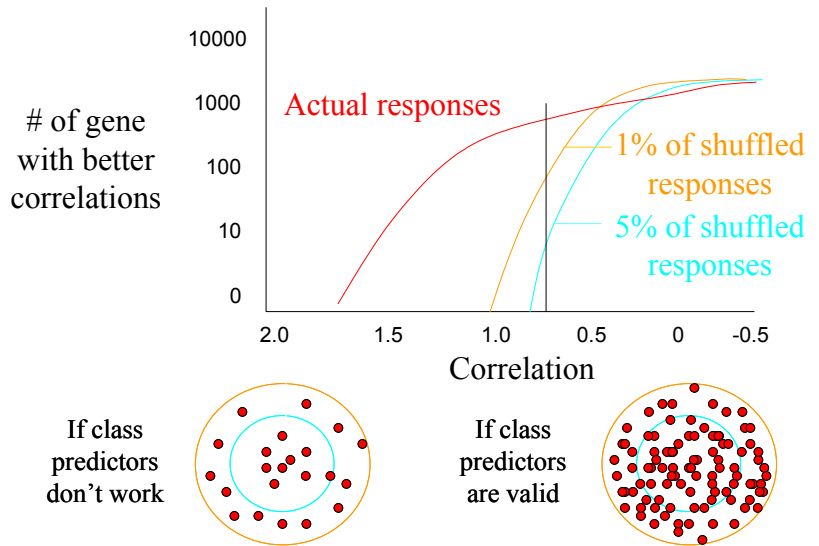 10000
1000
100
10
0
# of gene
with better
correlations
Actual responses
1% of shuffled
responses
5% of shuffled
responses
2.0 1.5 1.0 0.5 0 -0.5
Correlation
If class
predictors
don't work
If class
predictors
are valid